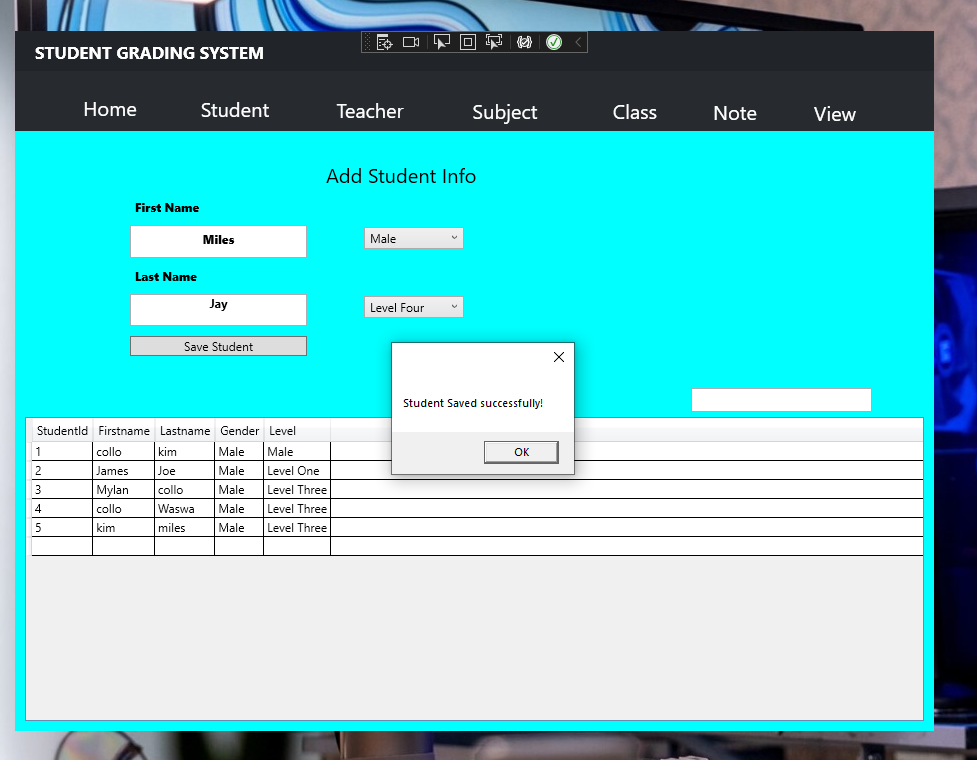 STUDENT GRADING SYSTEM
Home Student Teacher Subject Class Note View
Add Student Info
First Name
Miles
Male
Last Name
Jay
Level Four
Save Student
Student Saved successfully!
OK
StudentId Firstname Lastname Gender Level
1 collo kim Male Male
2 James Joe Male Level One
3 Mylan collo Male Level Three
4 collo Waswa Male Level Three
5 kim miles Male Level Three